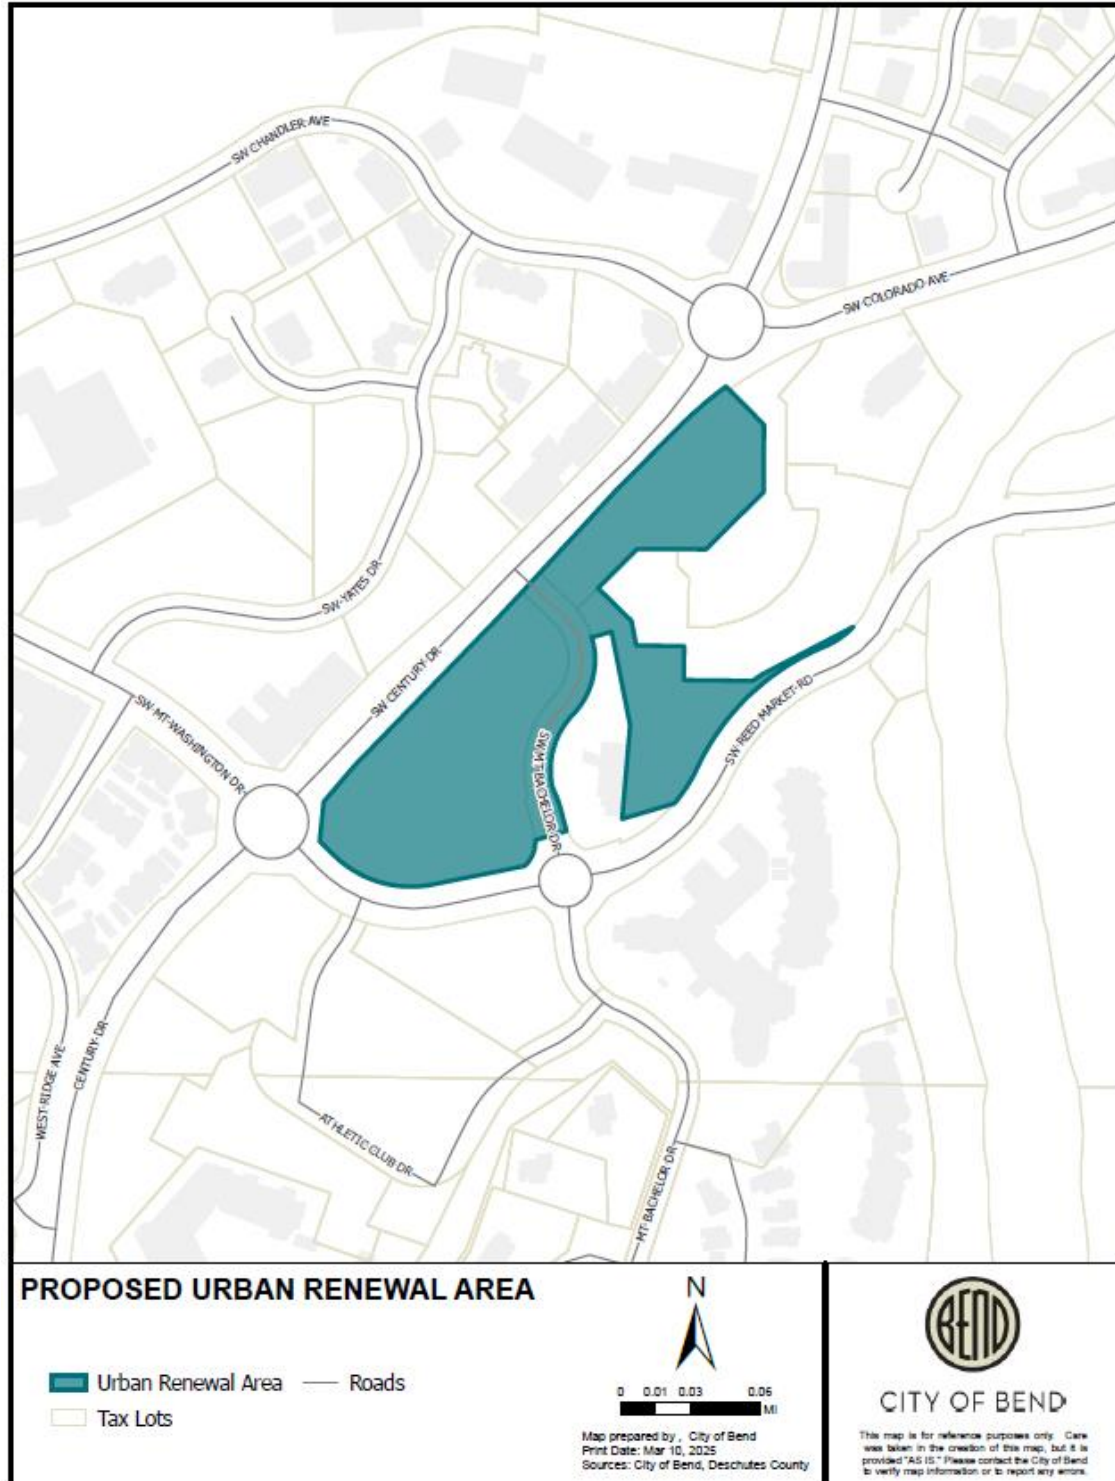 SW CHANDLER AVE
SW COLORADO AVE
SW YATES DR
SW CENTURY DR
SW MT WASHINGTON DR
SW REED MARKET RD
SW MT BACHELOR DR
WEST RIDGE AVE
CENTURY DR
ATHLETIC CLUB DR
MT BACHELOR DR
PROPOSED URBAN RENEWAL AREA
Urban Renewal Area
Roads
Tax Lots
N
0 0.01 0.03 0.06
MI
Map prepared by , City of Bend
Print Date: Mar 10, 2025
Sources: City of Bend, Deschutes County
BEND
CITY OF BEND
This map is for reference purposes only. Care
was taken in the creation of this map, but it is
provided "AS IS." Please contact the City of Bend
to verify map information or to report any errors.